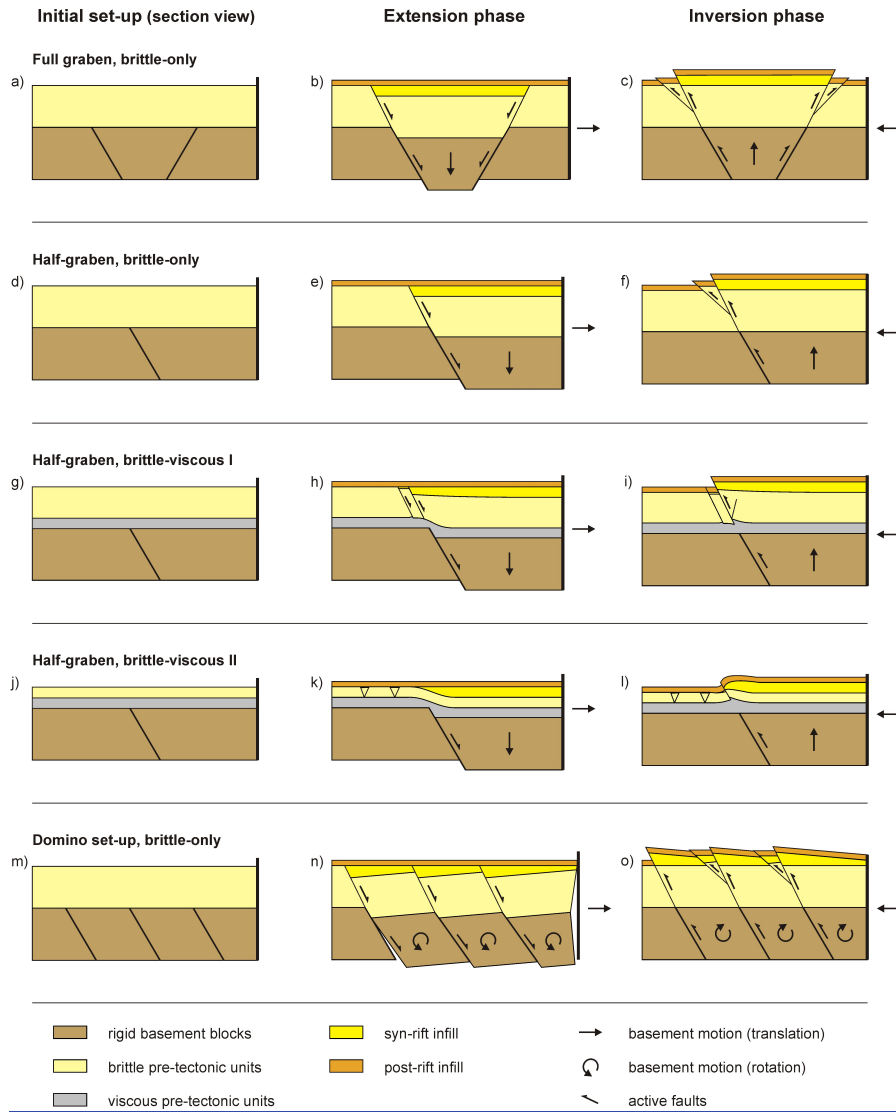 Initial set-up (section view) Extension phase Inversion phase
Full graben, brittle-only
a) b) c)
Half-graben, brittle-only
d) e) f)
Half-graben, brittle-viscous I
g) h) i)
Half-graben, brittle-viscous II
j) k) l)
Domino set-up, brittle-only
m) n) o)
rigid basement blocks syn-rift infill basement motion (translation)
brittle pre-tectonic units post-rift infill basement motion (rotation)
viscous pre-tectonic units active faults